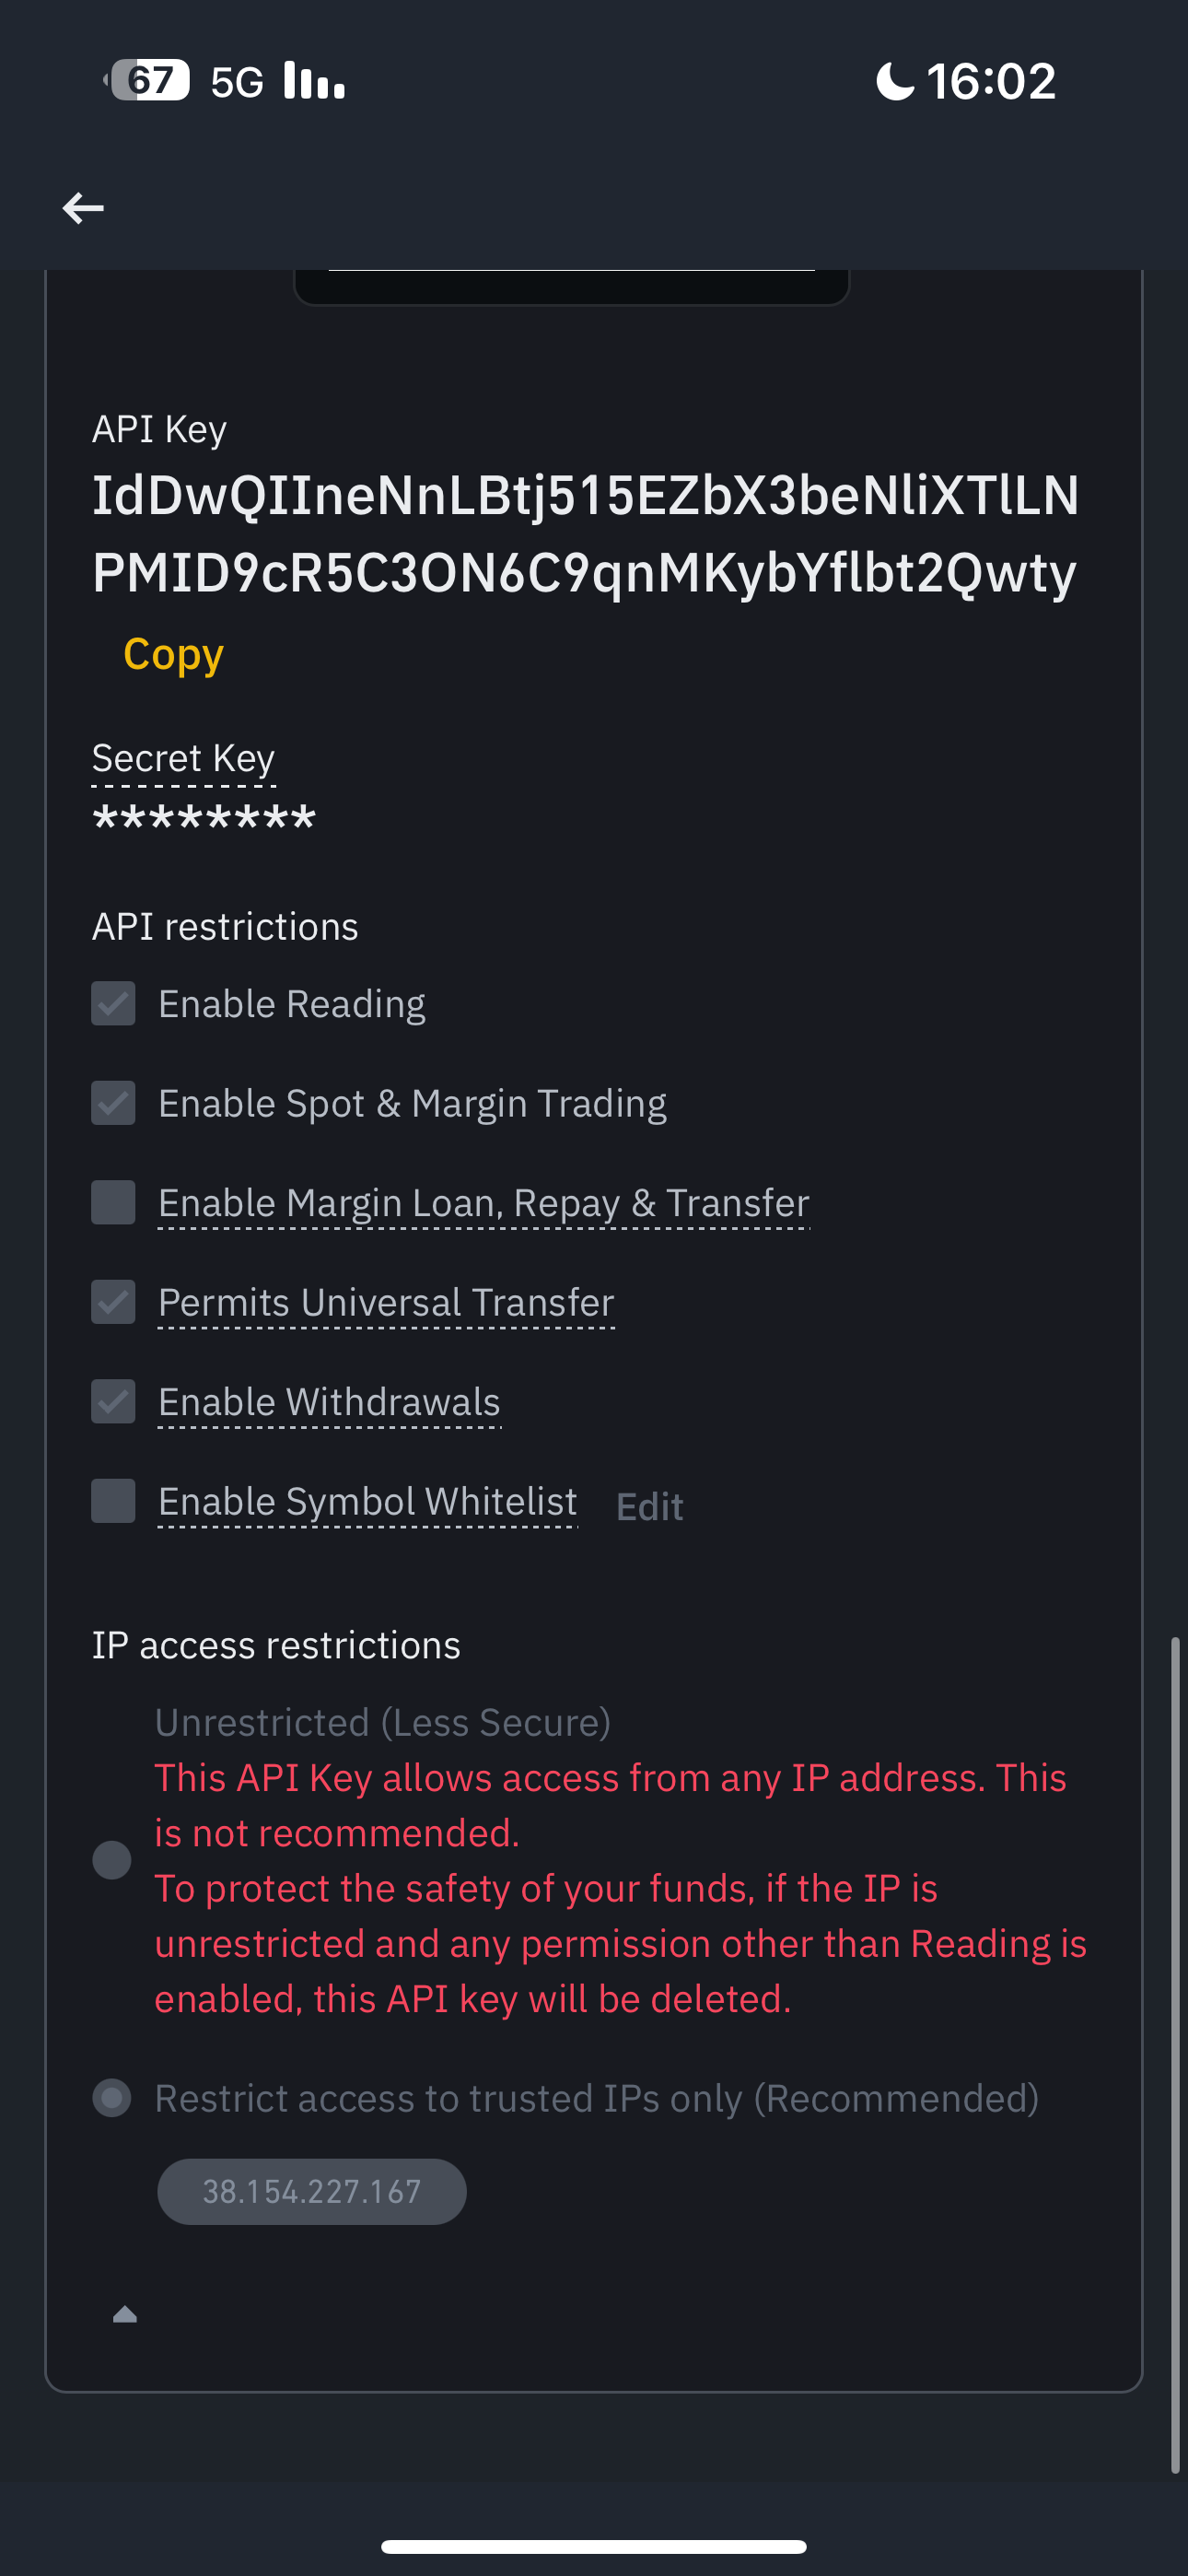 67 5G 16:02
API Key
IdDwQIIneNnLBtj515EZbX3beNliXTlLN
PMID9cR5C3ON6C9qnMKybYflbt2Qwty
Copy
Secret Key
********
API restrictions
Enable Reading
Enable Spot & Margin Trading
Enable Margin Loan, Repay & Transfer
Permits Universal Transfer
Enable Withdrawals
Enable Symbol Whitelist Edit
IP access restrictions
Unrestricted (Less Secure)
This API Key allows access from any IP address. This
is not recommended.
To protect the safety of your funds, if the IP is
unrestricted and any permission other than Reading is
enabled, this API key will be deleted.
Restrict access to trusted IPs only (Recommended)
38.154.227.167